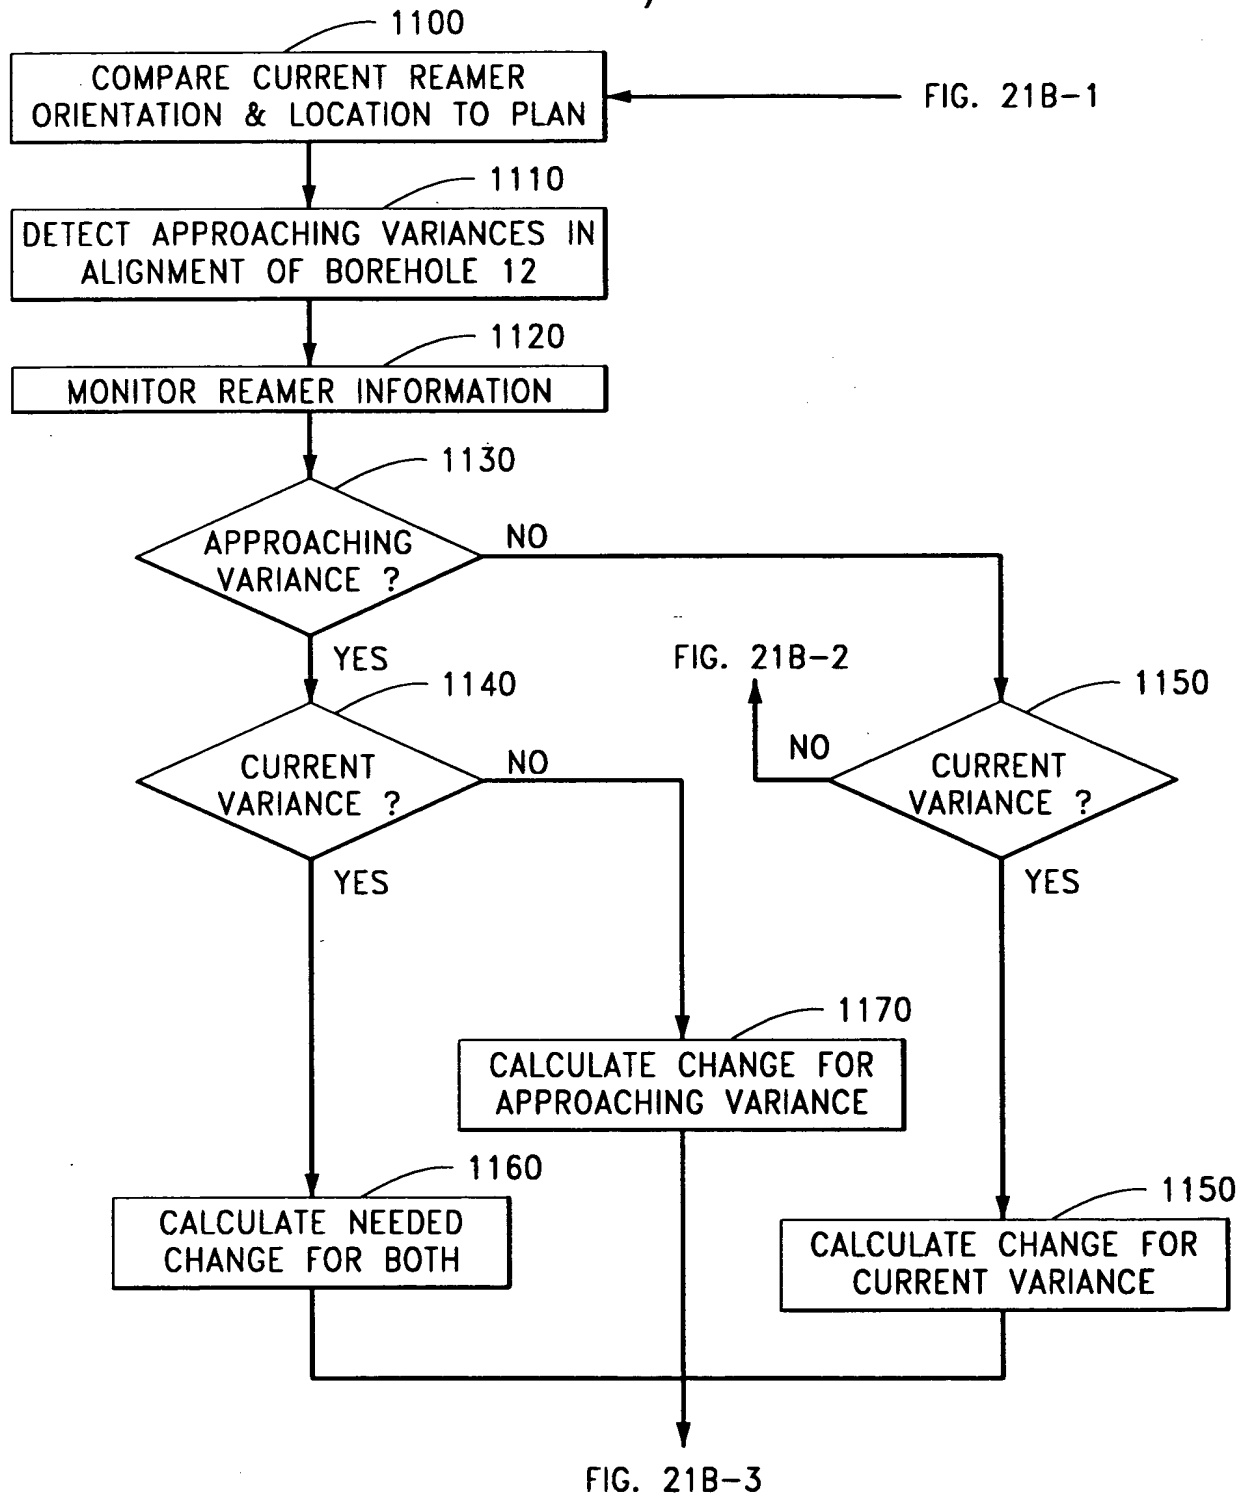 1100
COMPARE CURRENT REAMER
ORIENTATION & LOCATION TO PLAN
FIG. 21B-1
1110
DETECT APPROACHING VARIANCES IN
ALIGNMENT OF BOREHOLE 12
1120
MONITOR REAMER INFORMATION
1130
APPROACHING
VARIANCE ?
NO
YES
FIG. 21B-2
1140
CURRENT
VARIANCE ?
NO
YES
1150
NO
CURRENT
VARIANCE ?
YES
1170
CALCULATE CHANGE FOR
APPROACHING VARIANCE
1160
CALCULATE NEEDED
CHANGE FOR BOTH
1150
CALCULATE CHANGE FOR
CURRENT VARIANCE
FIG. 21B-3